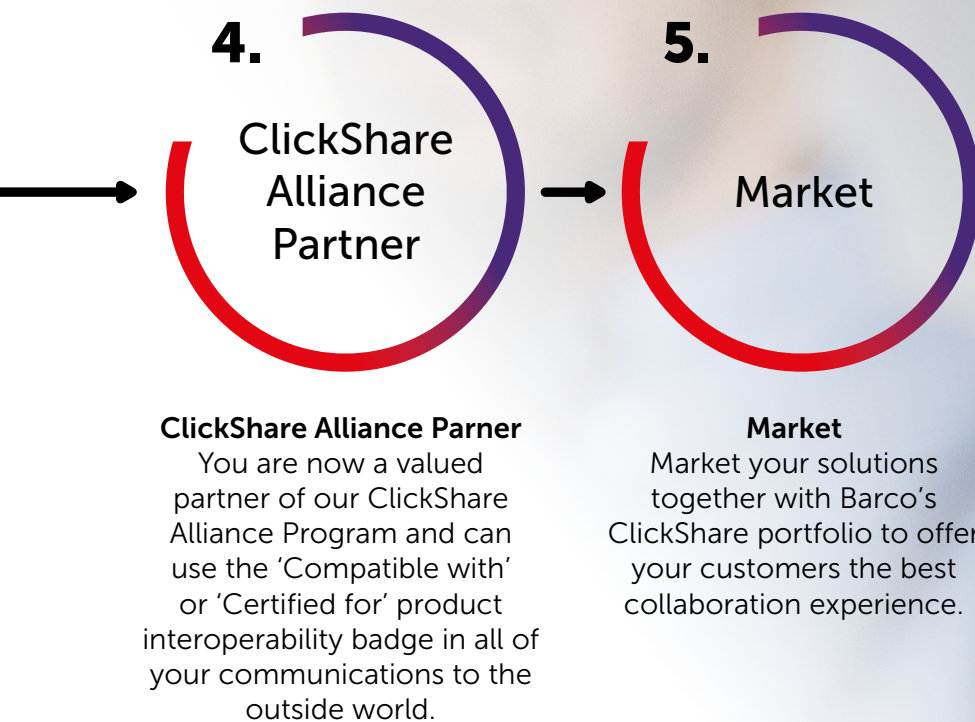 4.
ClickShare
Alliance
Partner
ClickShare Alliance Parner
You are now a valued
partner of our ClickShare
Alliance Program and can
use the ‘Compatible with’
or ‘Certified for’ product
interoperability badge in all of
your communications to the
outside world.
5.
Market
Market
Market your solutions
together with Barco’s
ClickShare portfolio to offer
your customers the best
collaboration experience.